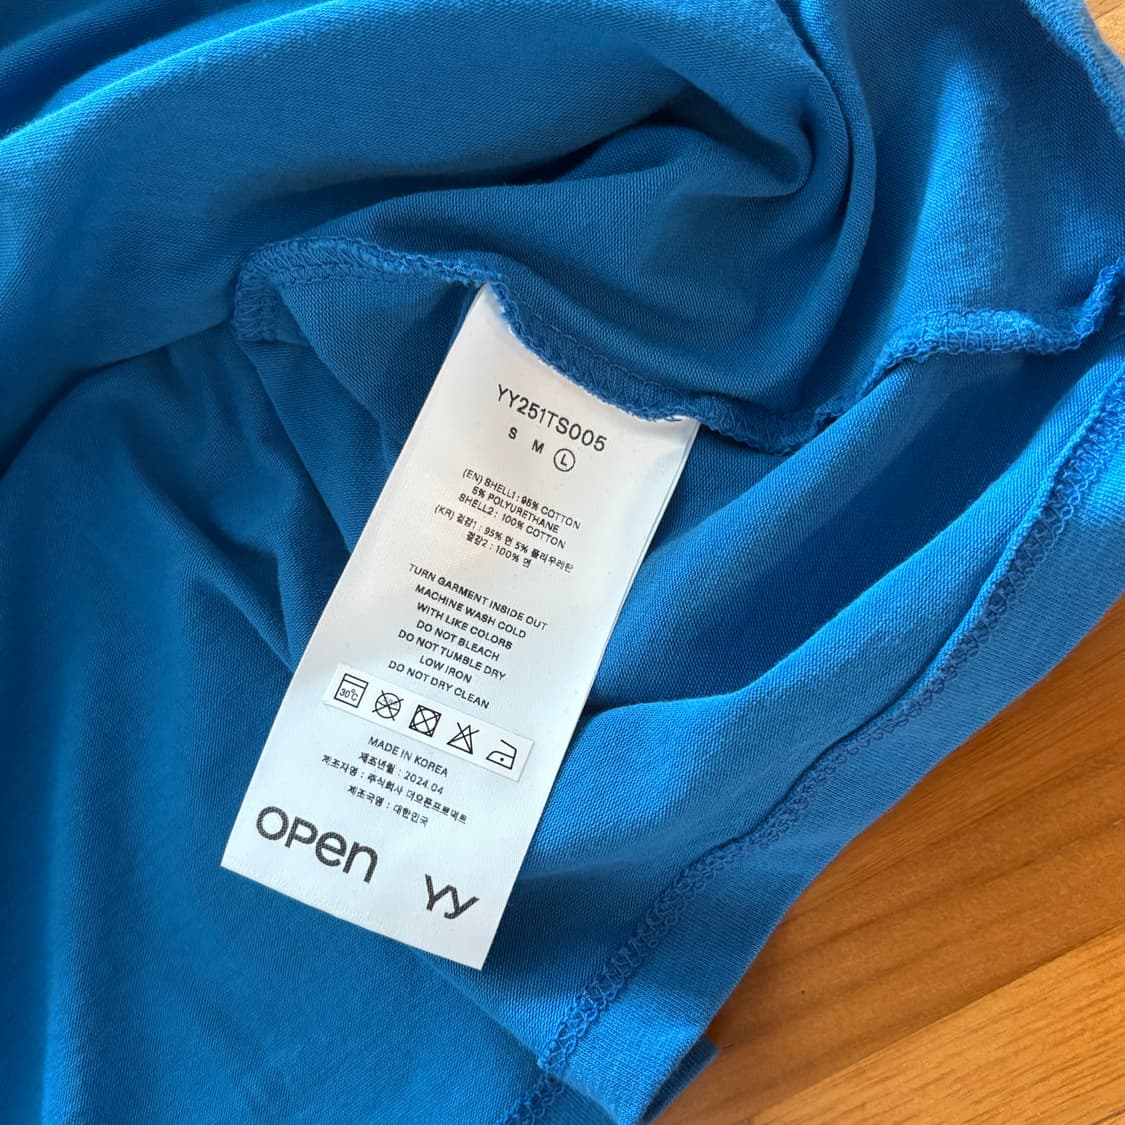 YY251TS005
S M L
(EN) SHELL1 : 95% COTTON
5% POLYURETHANE
SHELL2 : 100% COTTON
(KR) 겉감1 : 95% 면 5% 폴리우레탄
겉감2 : 100% 면
TURN GARMENT INSIDE OUT
MACHINE WASH COLD
WITH LIKE COLORS
DO NOT BLEACH
DO NOT TUMBLE DRY
LOW IRON
DO NOT DRY CLEAN
30°C
MADE IN KOREA
제조년월 : 2024.04
제조자명 : 주식회사 더오픈프로덕트
제조국명 : 대한민국
OPEN
YY